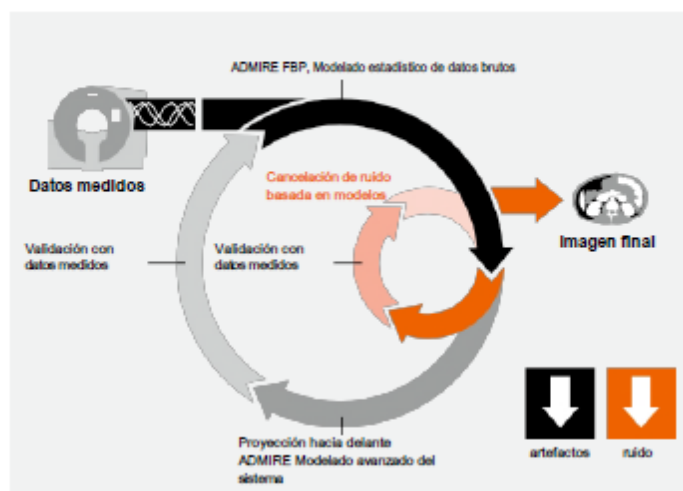 ADMIRE FBP, Modelado estadístico de datos brutos
Datos medidos
Cancelación de ruido
basada en modelos
Imagen final
Validación con
datos medidos
Validación con
datos medidos
Proyección hacia delante
ADMIRE Modelado avanzado del
sistema
artefactos
ruido